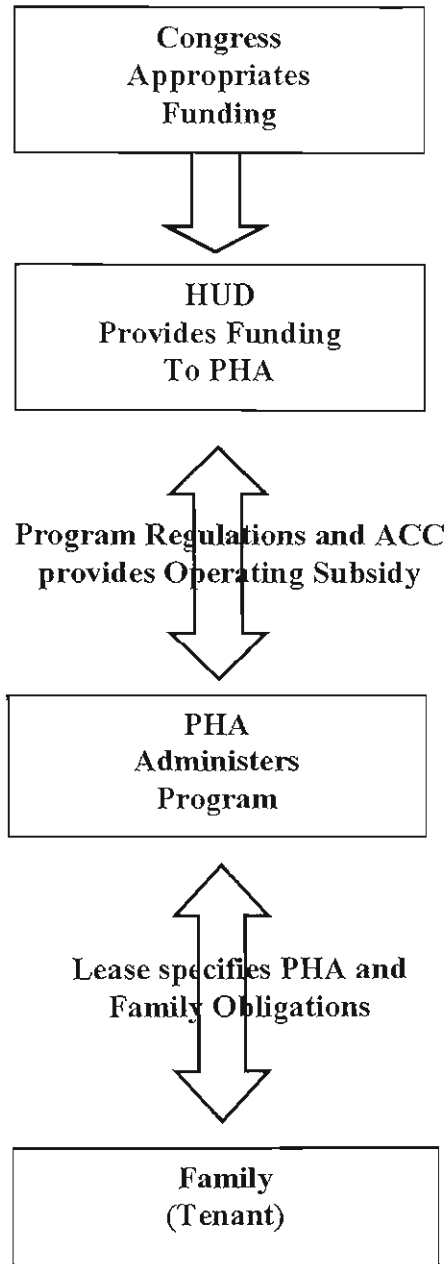 Congress
Appropriates
Funding
HUD
Provides Funding
To PHA
Program Regulations and ACC
provides Operating Subsidy
PHA
Administers
Program
Lease specifies PHA and
Family Obligations
Family
(Tenant)